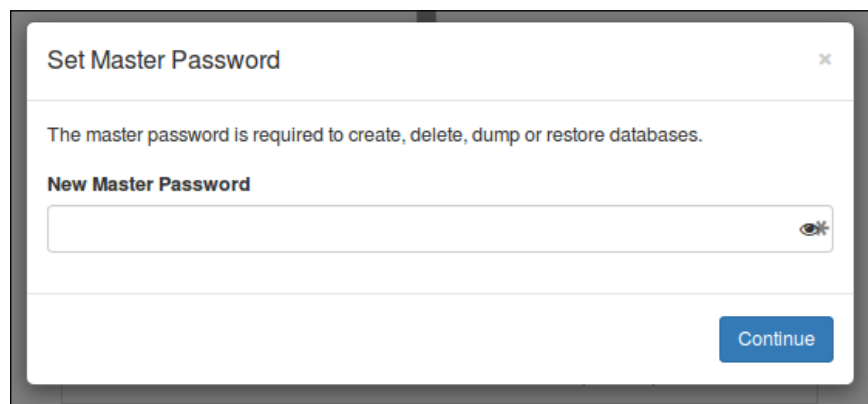 Set Master Password
×
The master password is required to create, delete, dump or restore databases.
New Master Password
Continue